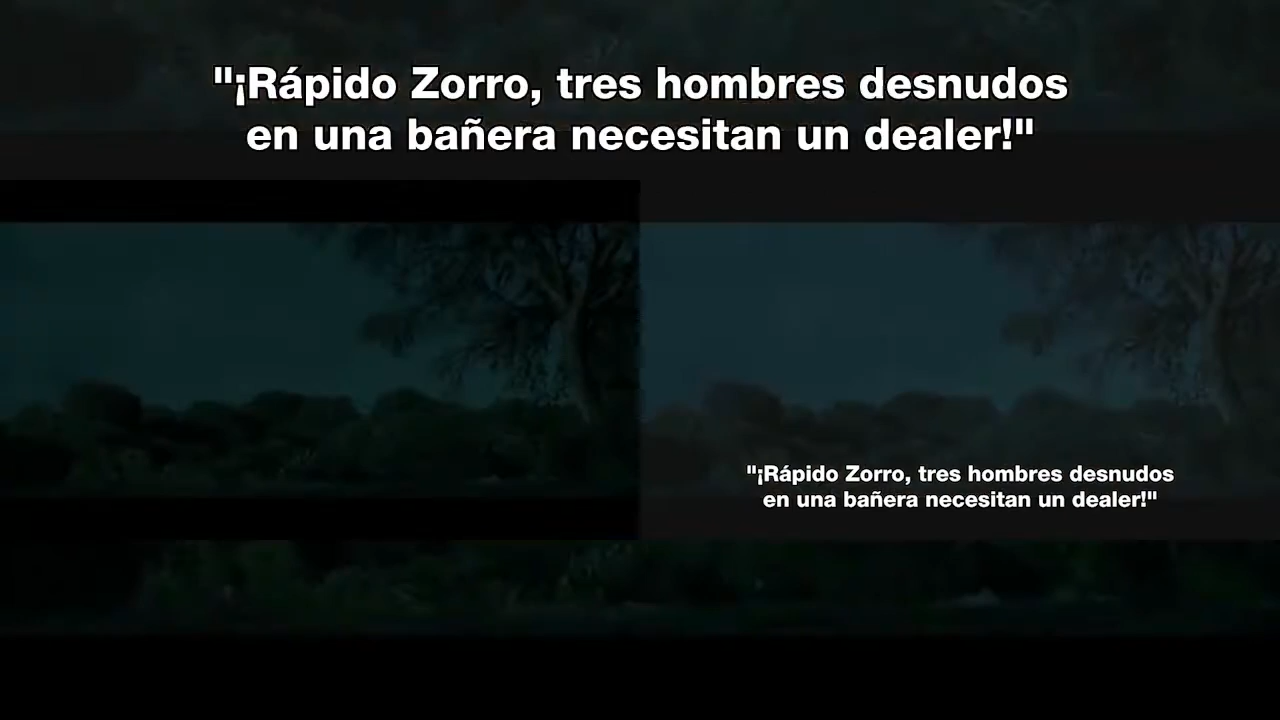 "¡Rápido Zorro, tres hombres desnudos
en una bañera necesitan un dealer!"
"¡Rápido Zorro, tres hombres desnudos
en una bañera necesitan un dealer!"